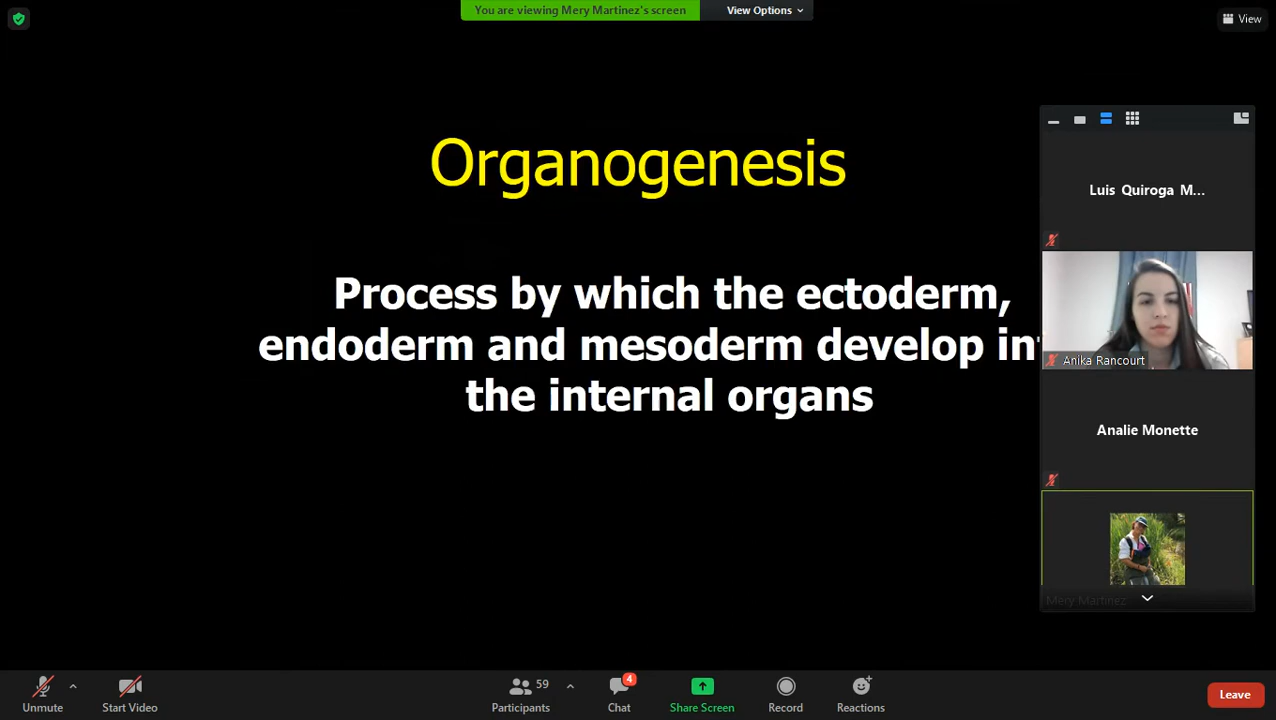 You are viewing Mery Martinez's screen
View Options
View
Organogenesis
Process by which the ectoderm,
endoderm and mesoderm develop in
the internal organs
Luis Quiroga M...
Anika Rancourt
Analie Monette
Mery Martinez
Unmute
Start Video
59
Participants
4
Chat
Share Screen
Record
Reactions
Leave